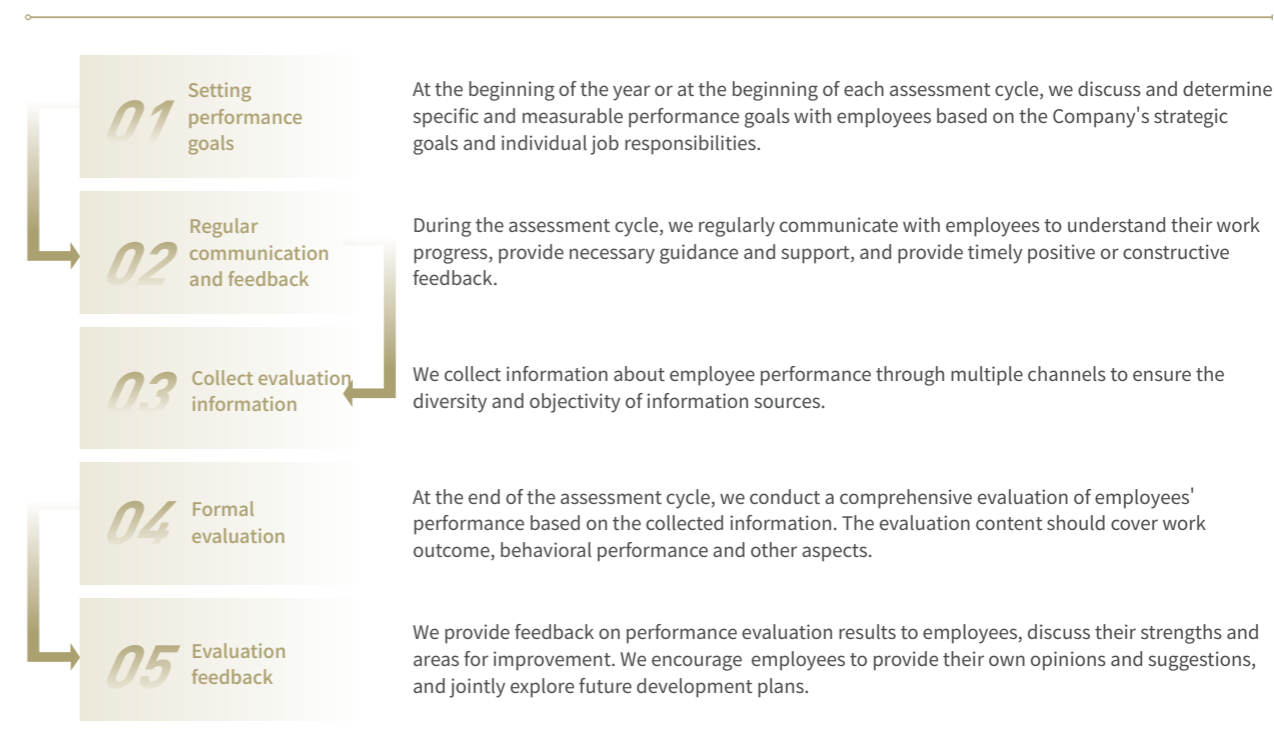 01
Setting
performance
goals
At the beginning of the year or at the beginning of each assessment cycle, we discuss and determine
specific and measurable performance goals with employees based on the Company's strategic
goals and individual job responsibilities.
02
Regular
communication
and feedback
During the assessment cycle, we regularly communicate with employees to understand their work
progress, provide necessary guidance and support, and provide timely positive or constructive
feedback.
03
Collect evaluation
information
We collect information about employee performance through multiple channels to ensure the
diversity and objectivity of information sources.
04
Formal
evaluation
At the end of the assessment cycle, we conduct a comprehensive evaluation of employees'
performance based on the collected information. The evaluation content should cover work
outcome, behavioral performance and other aspects.
05
Evaluation
feedback
We provide feedback on performance evaluation results to employees, discuss their strengths and
areas for improvement. We encourage  employees to provide their own opinions and suggestions,
and jointly explore future development plans.